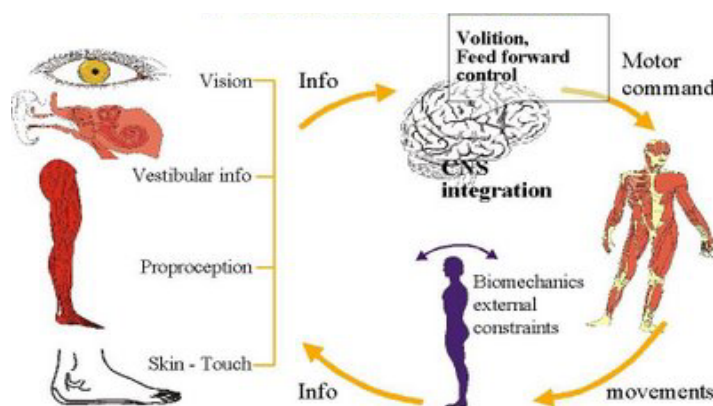 Vision
Vestibular info
Proproception
Skin - Touch
Info
Volition,
Feed forward
control
CNS
integration
Motor
command
Biomechanics
external
constraints
movements
Info